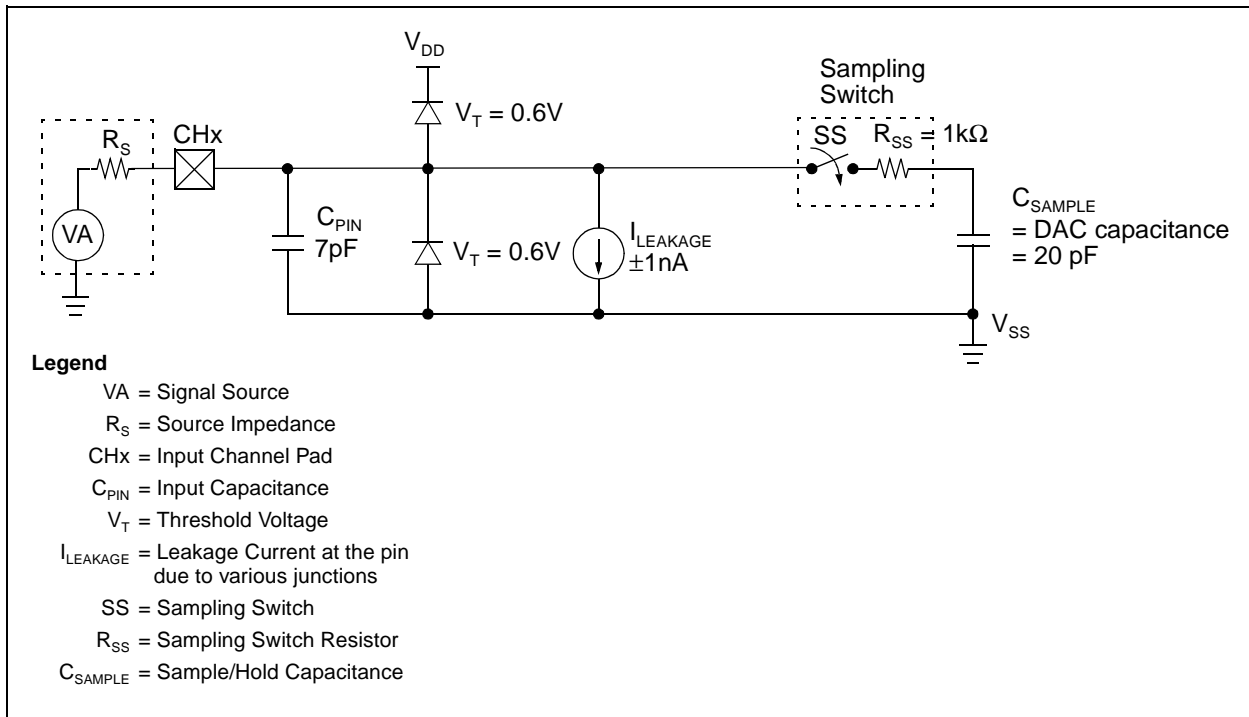 V_DD
Sampling
Switch
V_T = 0.6V
R_S
CHx
SS
R_SS = 1kΩ
VA
C_PIN
7pF
V_T = 0.6V
I_LEAKAGE
±1nA
C_SAMPLE
= DAC capacitance
= 20 pF
V_SS
Legend
VA = Signal Source
R_S = Source Impedance
CHx = Input Channel Pad
C_PIN = Input Capacitance
V_T = Threshold Voltage
I_LEAKAGE = Leakage Current at the pin
due to various junctions
SS = Sampling Switch
R_SS = Sampling Switch Resistor
C_SAMPLE = Sample/Hold Capacitance